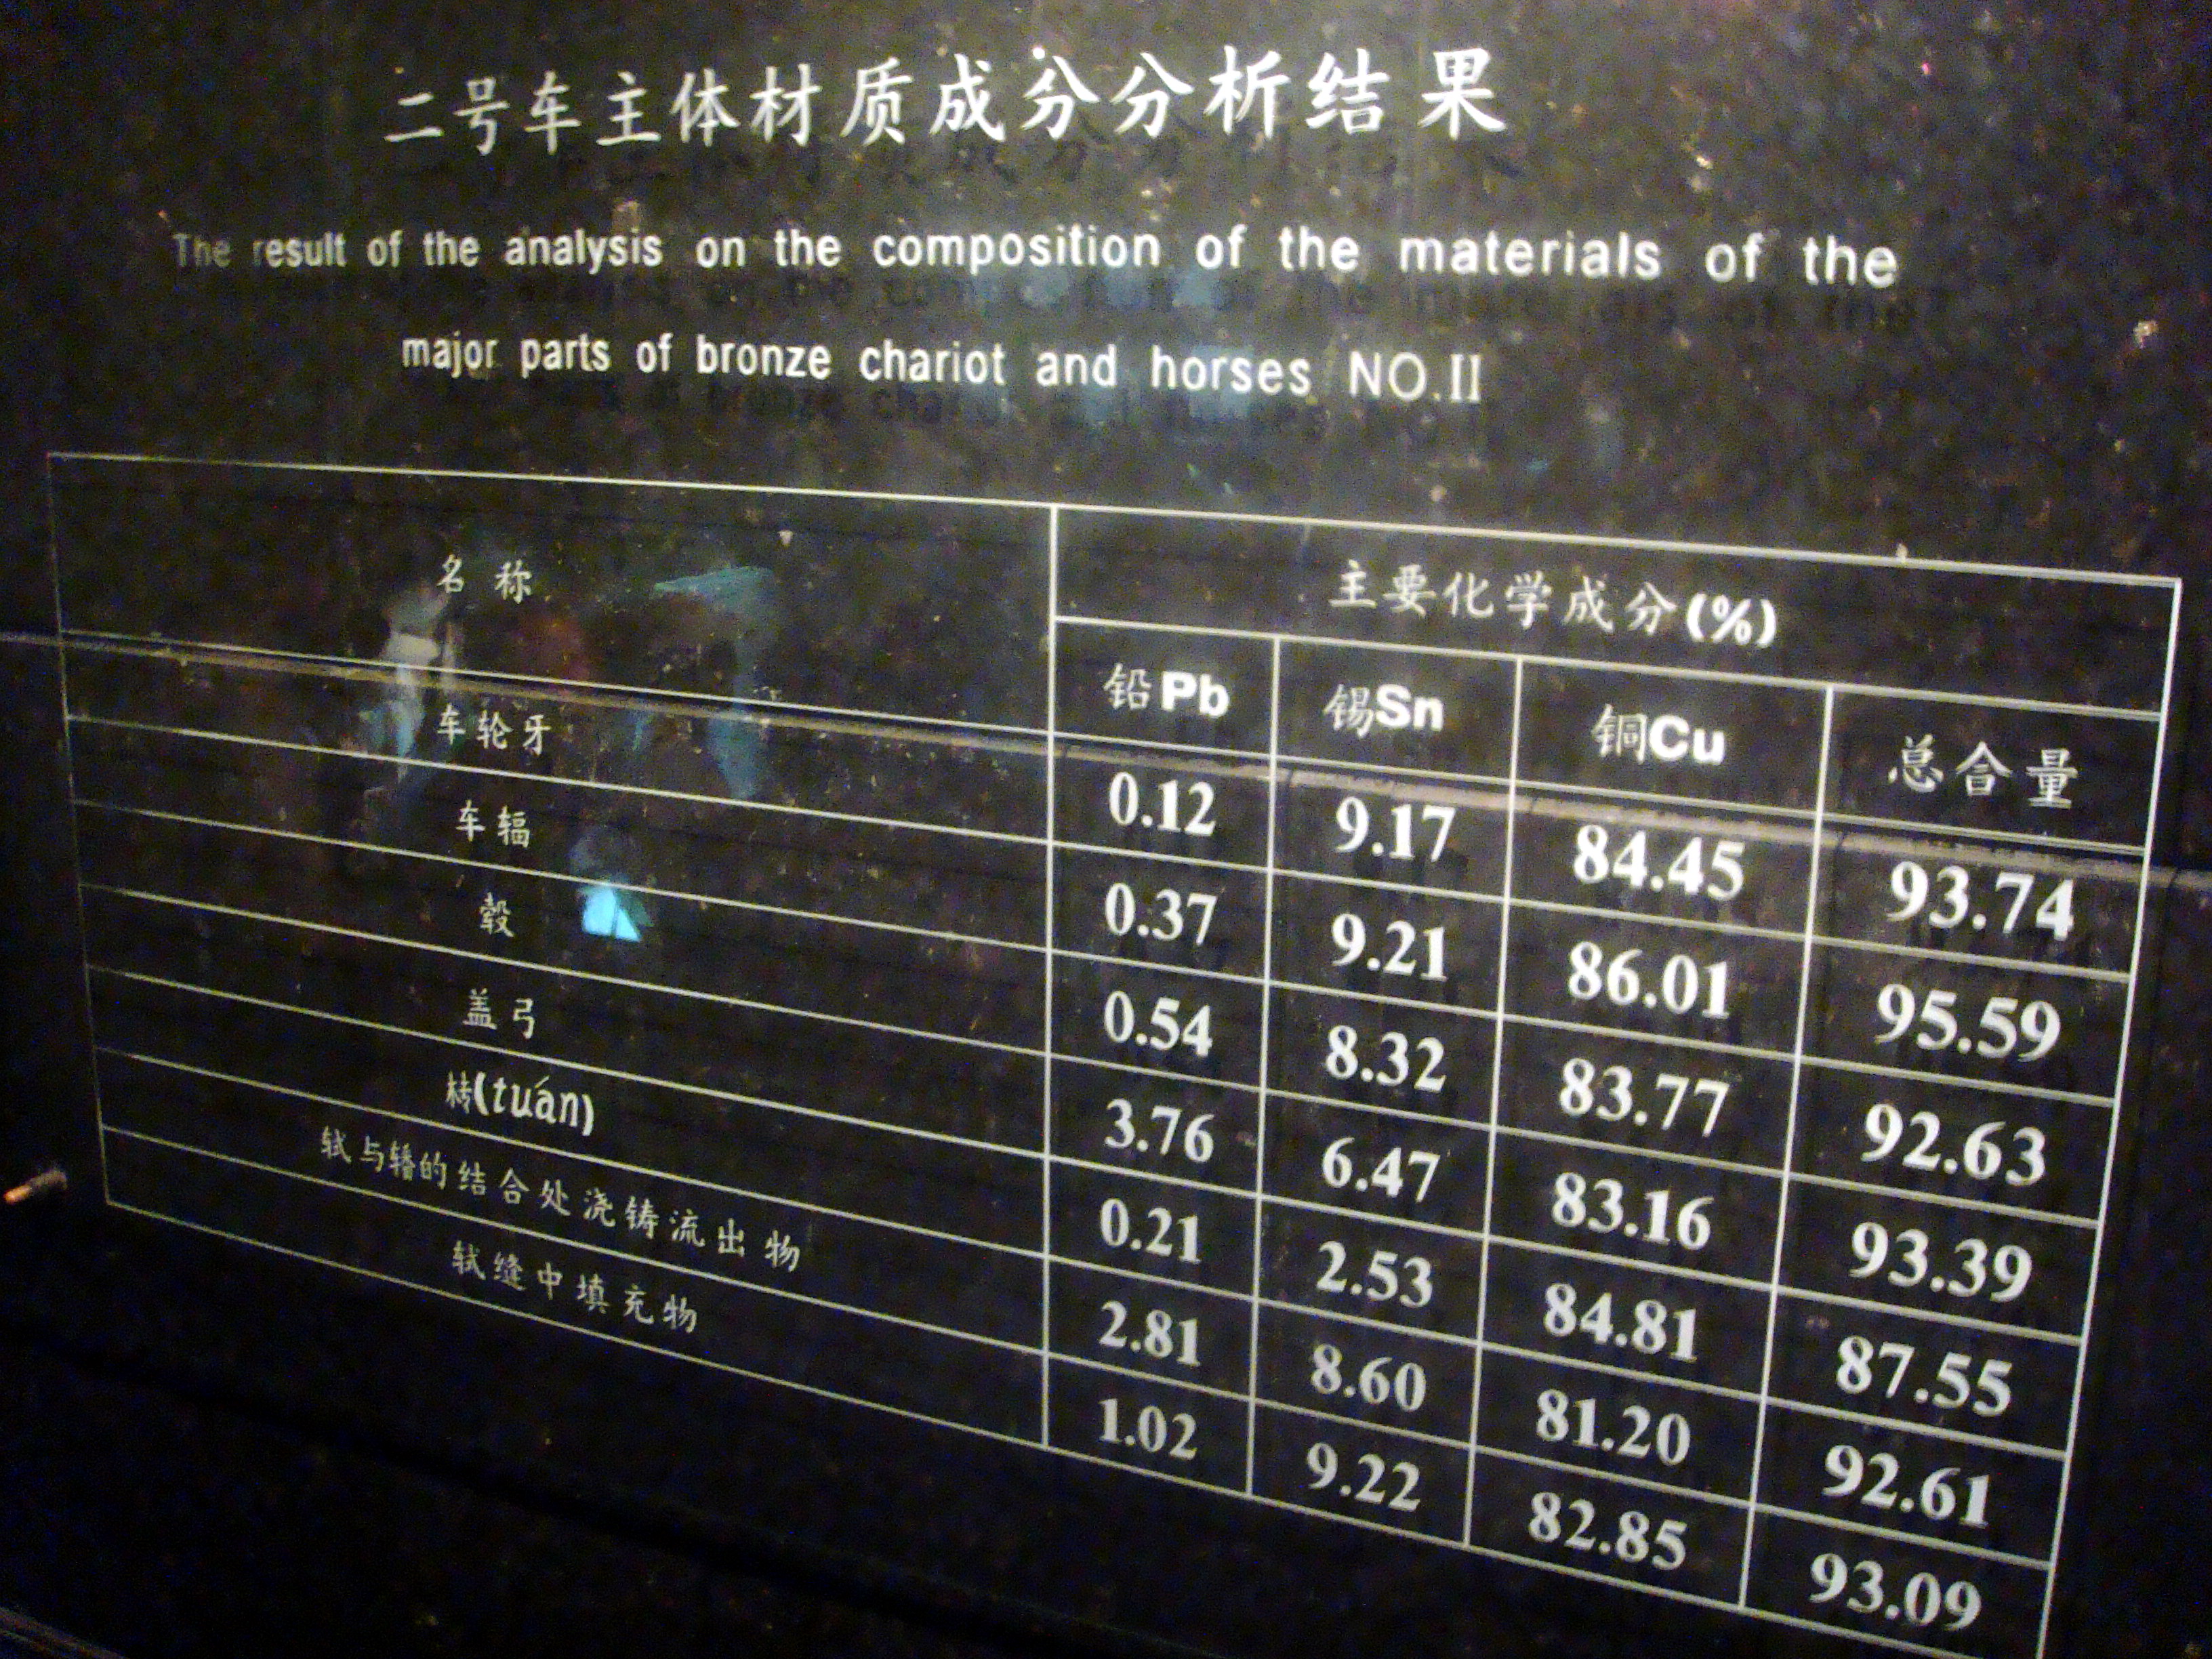 二号车主体材质成分分析结果
The result of the analysis on the composition of the materials of the
major parts of bronze chariot and horses NO.II
名称 主要化学成分(%)
铅Pb 锡Sn 铜Cu 总含量
车轮牙 0.12 9.17 84.45 93.74
车辐 0.37 9.21 86.01 95.59
毂 0.54 8.32 83.77 92.63
盖弓 3.76 6.47 83.16 93.39
(tuán) 0.21 2.53 84.81 87.55
轼与轓的结合处浇铸流出物 2.81 8.60 81.20 92.61
轼缝中填充物 1.02 9.22 82.85 93.09